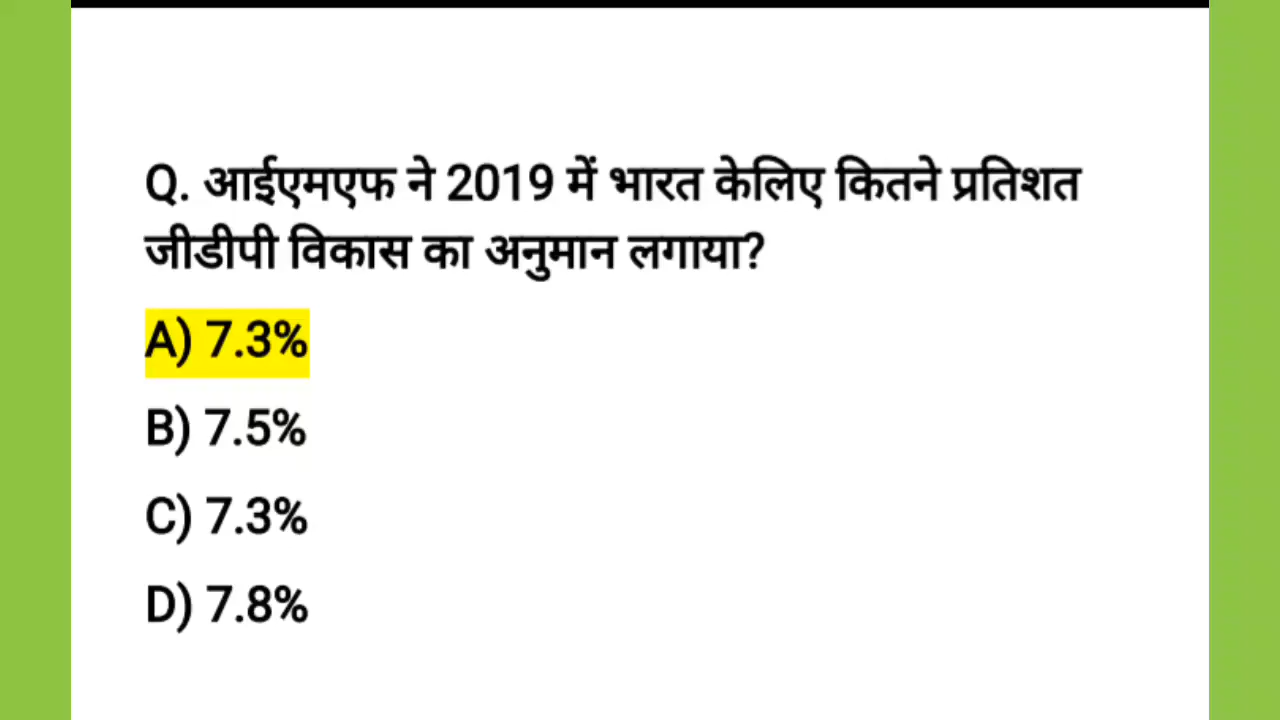 Q. आईएमएफ ने 2019 में भारत केलिए कितने प्रतिशत
जीडीपी विकास का अनुमान लगाया?
A) 7.3%
B) 7.5%
C) 7.3%
D) 7.8%